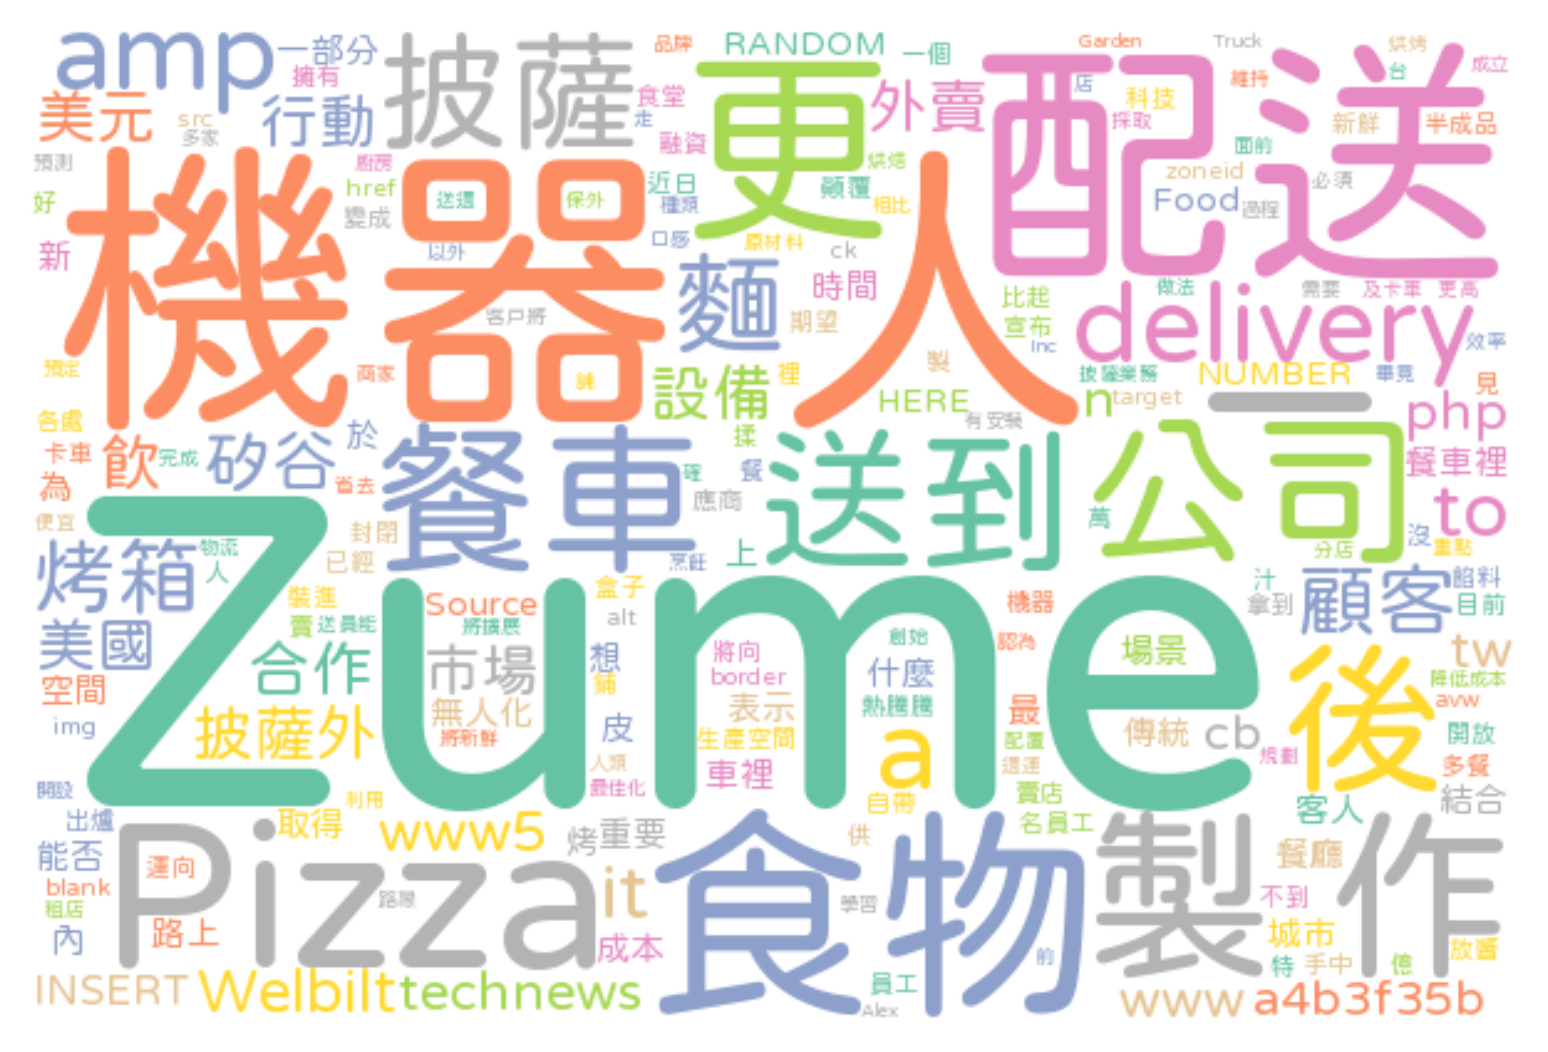 amp
一部分
擁有
披薩
品牌
RANDOM
一個
Garden
Truck
烘烤
台
成立
美元
src
多家
行動
食堂
走
更
外賣
店
科技
採取
配送
維持
新鮮
半成品
預測
廚房
融資
烘焙
面前
好
href
變成
機器人
送還
保外
近日
種類
顛覆
相比
zoneid
Food
過程
必須
新
以外
口感
原材料
ck
麵
時間
期望
客戶將
比起
宣布
Inc
delivery
做法
需要
及卡車
更高
效率
預定
商家
鋪
設備
裡
製
HERE
有安裝
n
披薩業務
target
NUMBER
畢竟
見
一
php
各處
卡車
為
飲
完成
矽谷
於
省去
餐車
揉
確
餐
應商
送到
公司
萬
餐車裡
to
便宜
烤箱
物流
人
封閉
已經
烹飪
上
分店
沒
重點
Zume
裝進
賣
送員能
Source
將擴展
盒子
alt
機器
創始
認為
汁
拿到
顧客
餡料
目前
美國
空間
img
合作
市場
想
鋪
將向
border
什麼
場景
tw
降低成本
avw
披薩外
無人化
將新鮮
皮
表示
生產空間
熱騰騰
最
配置
傳統
cb
規劃
後
開放
多餐
開設
利用
人類
最佳化
車裡
a
週運
賣店
自帶
名員工
客人
結合
出爐
能否
blank
租店
內
Pizza
運向
路上
取得
www5
路線
烤
重要
it
成本
食物
供
學習
前
製作
餐廳
不到
城市
特
手中
億
放醬
INSERT
Welbilt
technews
員工
Alex
www
a4b3f35b